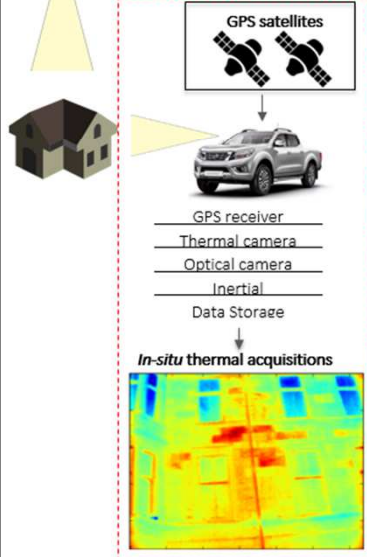 GPS satellites
GPS receiver
Thermal camera
Optical camera
Inertial
Data Storage
In-situ thermal acquisitions